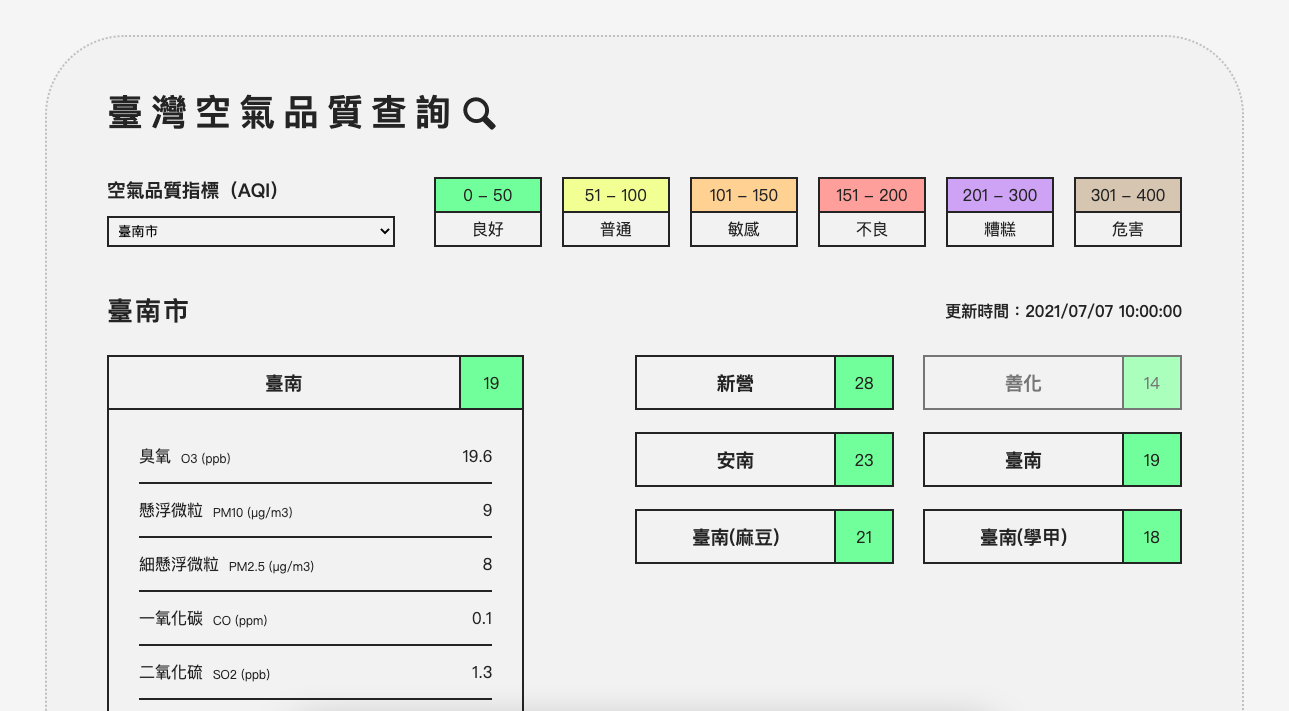 臺灣空氣品質查詢
空氣品質指標（AQI）
臺南市
0 – 50
良好
51 – 100
普通
101 – 150
敏感
151 – 200
不良
201 – 300
糟糕
301 – 400
危害
臺南市
更新時間：2021/07/07 10:00:00
臺南 19
臭氧 O3 (ppb) 19.6
懸浮微粒 PM10 (μg/m3) 9
細懸浮微粒 PM2.5 (μg/m3) 8
一氧化碳 CO (ppm) 0.1
二氧化硫 SO2 (ppb) 1.3
新營 28
善化 14
安南 23
臺南 19
臺南(麻豆) 21
臺南(學甲) 18